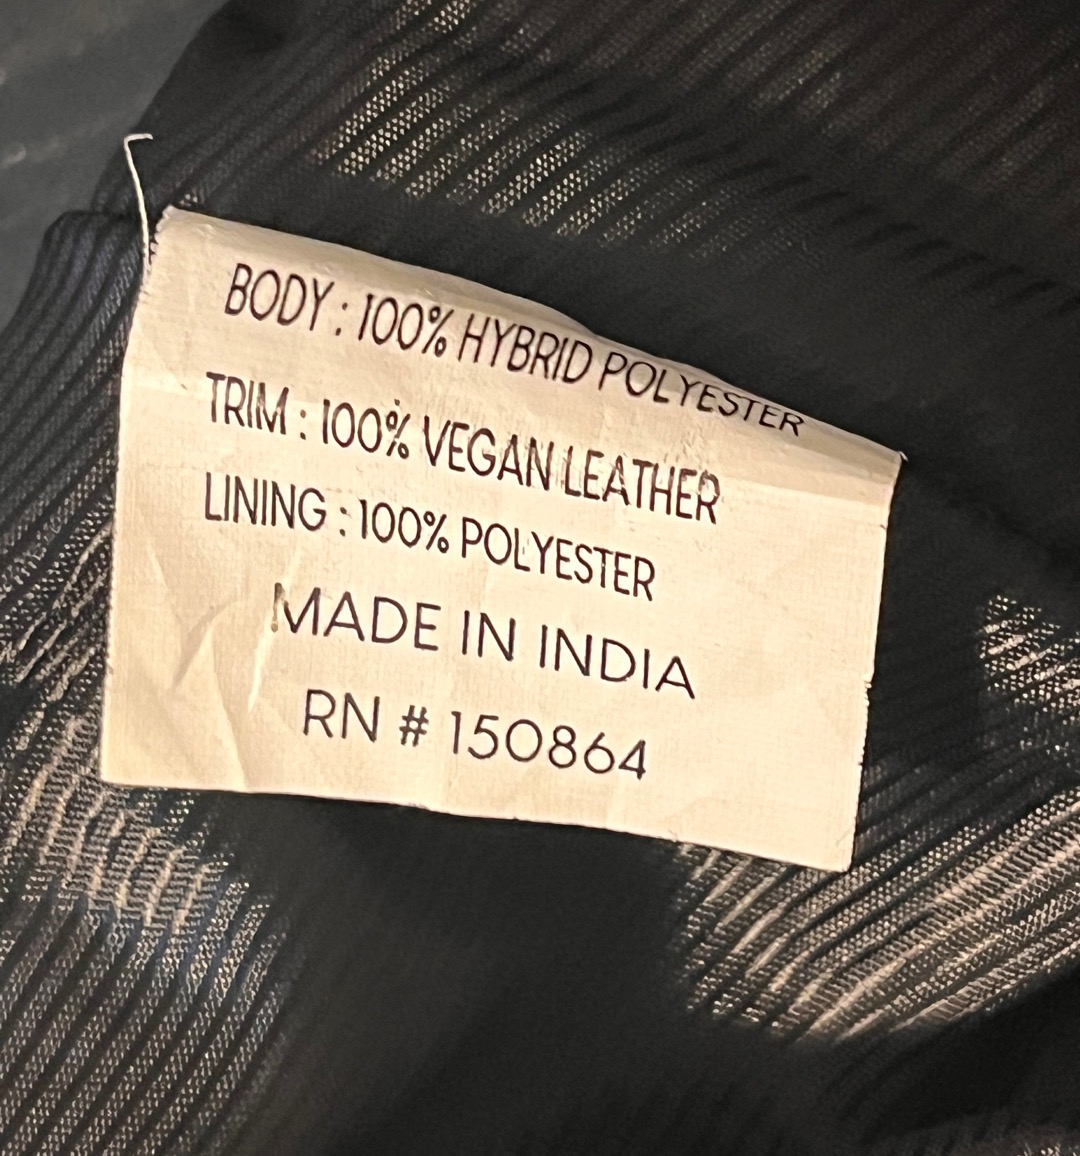 BODY : 100% HYBRID POLYESTER
TRIM : 100% VEGAN LEATHER
LINING : 100% POLYESTER
MADE IN INDIA
RN # 150864